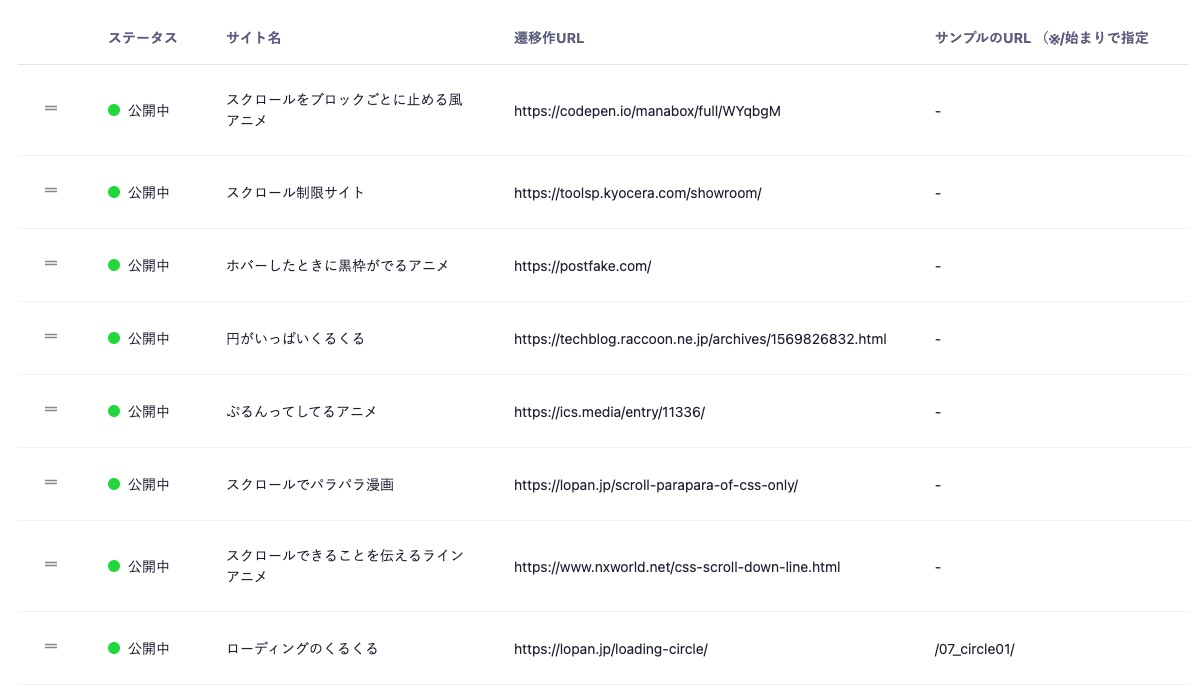 ステータス サイト名 遷移作URL サンプルのURL （※/始まりで指定
公開中 スクロールをブロックごとに止める風アニメ https://codepen.io/manabox/full/WYqbgM -
公開中 スクロール制限サイト https://toolsp.kyocera.com/showroom/ -
公開中 ホバーしたときに黒枠がでるアニメ https://postfake.com/ -
公開中 円がいっぱいくるくる https://techblog.raccoon.ne.jp/archives/1569826832.html -
公開中 ぷるんってしてるアニメ https://ics.media/entry/11336/ -
公開中 スクロールでパラパラ漫画 https://lopan.jp/scroll-parapara-of-css-only/ -
公開中 スクロールできることを伝えるラインアニメ https://www.nxworld.net/css-scroll-down-line.html -
公開中 ローディングのくるくる https://lopan.jp/loading-circle/ /07_circle01/